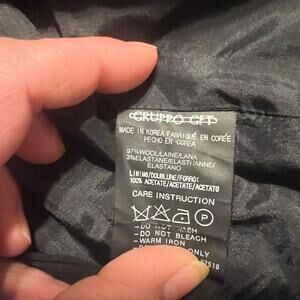 GRUPPO GFT
MADE IN KOREA FABRIQUÉ EN CORÉE
HECHO EN COREA
97%WOOL/LAINE/LANA
3%ELASTANE/ELASTHANNE/
ELASTANO
LINING/DOUBLURE/FORRO:
100% ACETATE/ACETATE/ACETATO
CARE INSTRUCTION
P
-DO NOT WASH
-DO NOT BLEACH
-WARM IRON
ONLY